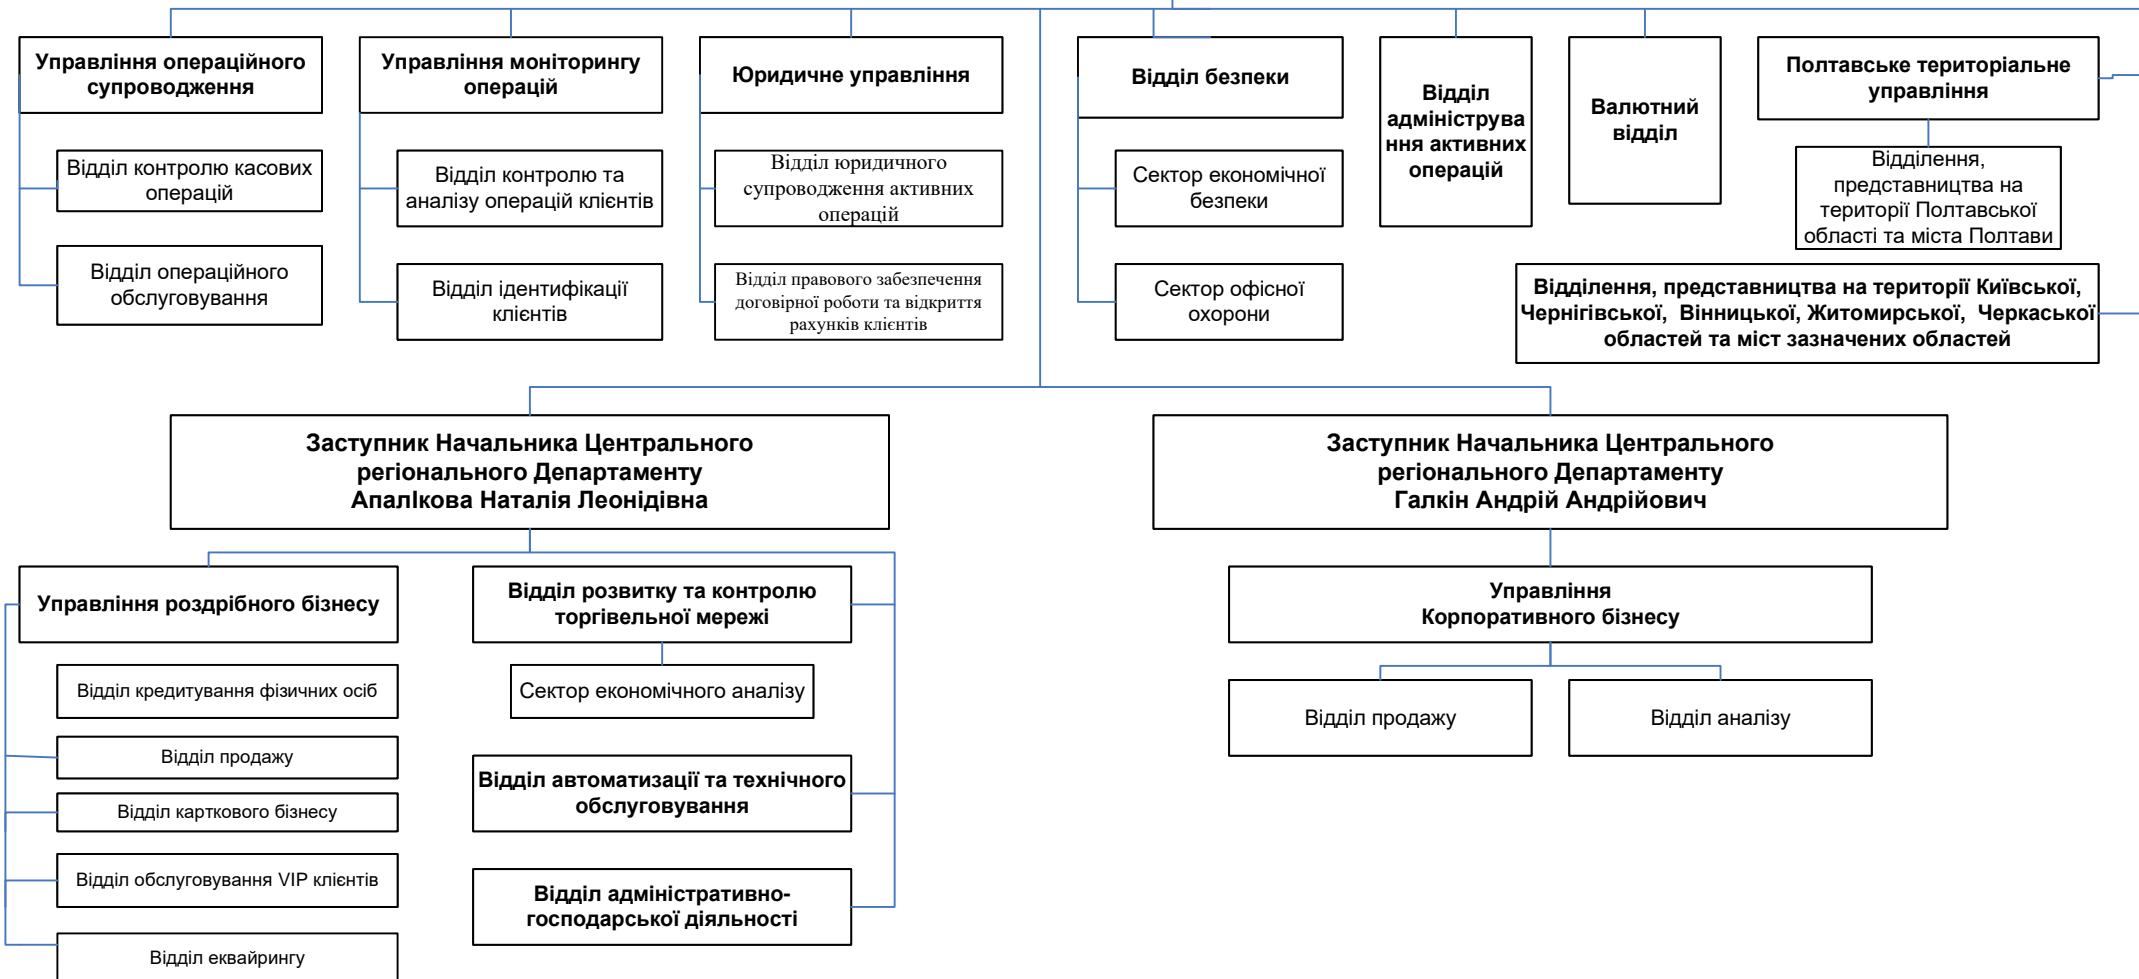 Управління операційного
супроводження
Управління моніторингу
операцій
Юридичне управління
Відділ безпеки
Відділ
адмініструва
ння активних
операцій
Валютний
відділ
Полтавське територіальне
управління
Відділ контролю касових
операцій
Відділ контролю та
аналізу операцій клієнтів
Відділ юридичного
супроводження активних
операцій
Сектор економічної
безпеки
Відділення,
представництва на
території Полтавської
області та міста Полтави
Відділ операційного
обслуговування
Відділ ідентифікації
клієнтів
Відділ правового забезпечення
договірної роботи та відкриття
рахунків клієнтів
Сектор офісної
охорони
Відділення, представництва на території Київської,
Чернігівської, Вінницької, Житомирської, Черкаської
областей та міст зазначених областей
Заступник Начальника Центрального
регіонального Департаменту
АпалІкова Наталія Леонідівна
Заступник Начальника Центрального
регіонального Департаменту
Галкін Андрій Андрійович
Управління роздрібного бізнесу
Відділ розвитку та контролю
торгівельної мережі
Управління
Корпоративного бізнесу
Відділ кредитування фізичних осіб
Сектор економічного аналізу
Відділ продажу
Відділ аналізу
Відділ продажу
Відділ автоматизації та технічного
обслуговування
Відділ карткового бізнесу
Відділ обслуговування VIP клієнтів
Відділ адміністративно-
господарської діяльності
Відділ еквайрингу